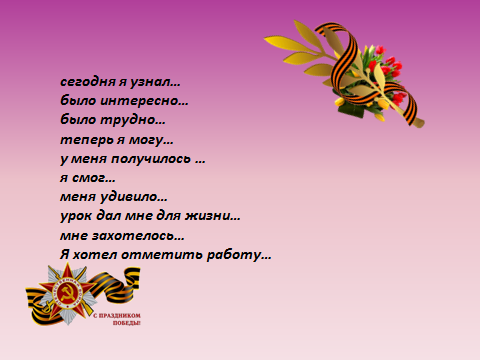 сегодня я узнал…
было интересно…
было трудно…
теперь я могу…
у меня получилось …
я смог…
меня удивило…
урок дал мне для жизни…
мне захотелось…
Я хотел отметить работу…
С ПРАЗДНИКОМ
ПОБЕДЫ!